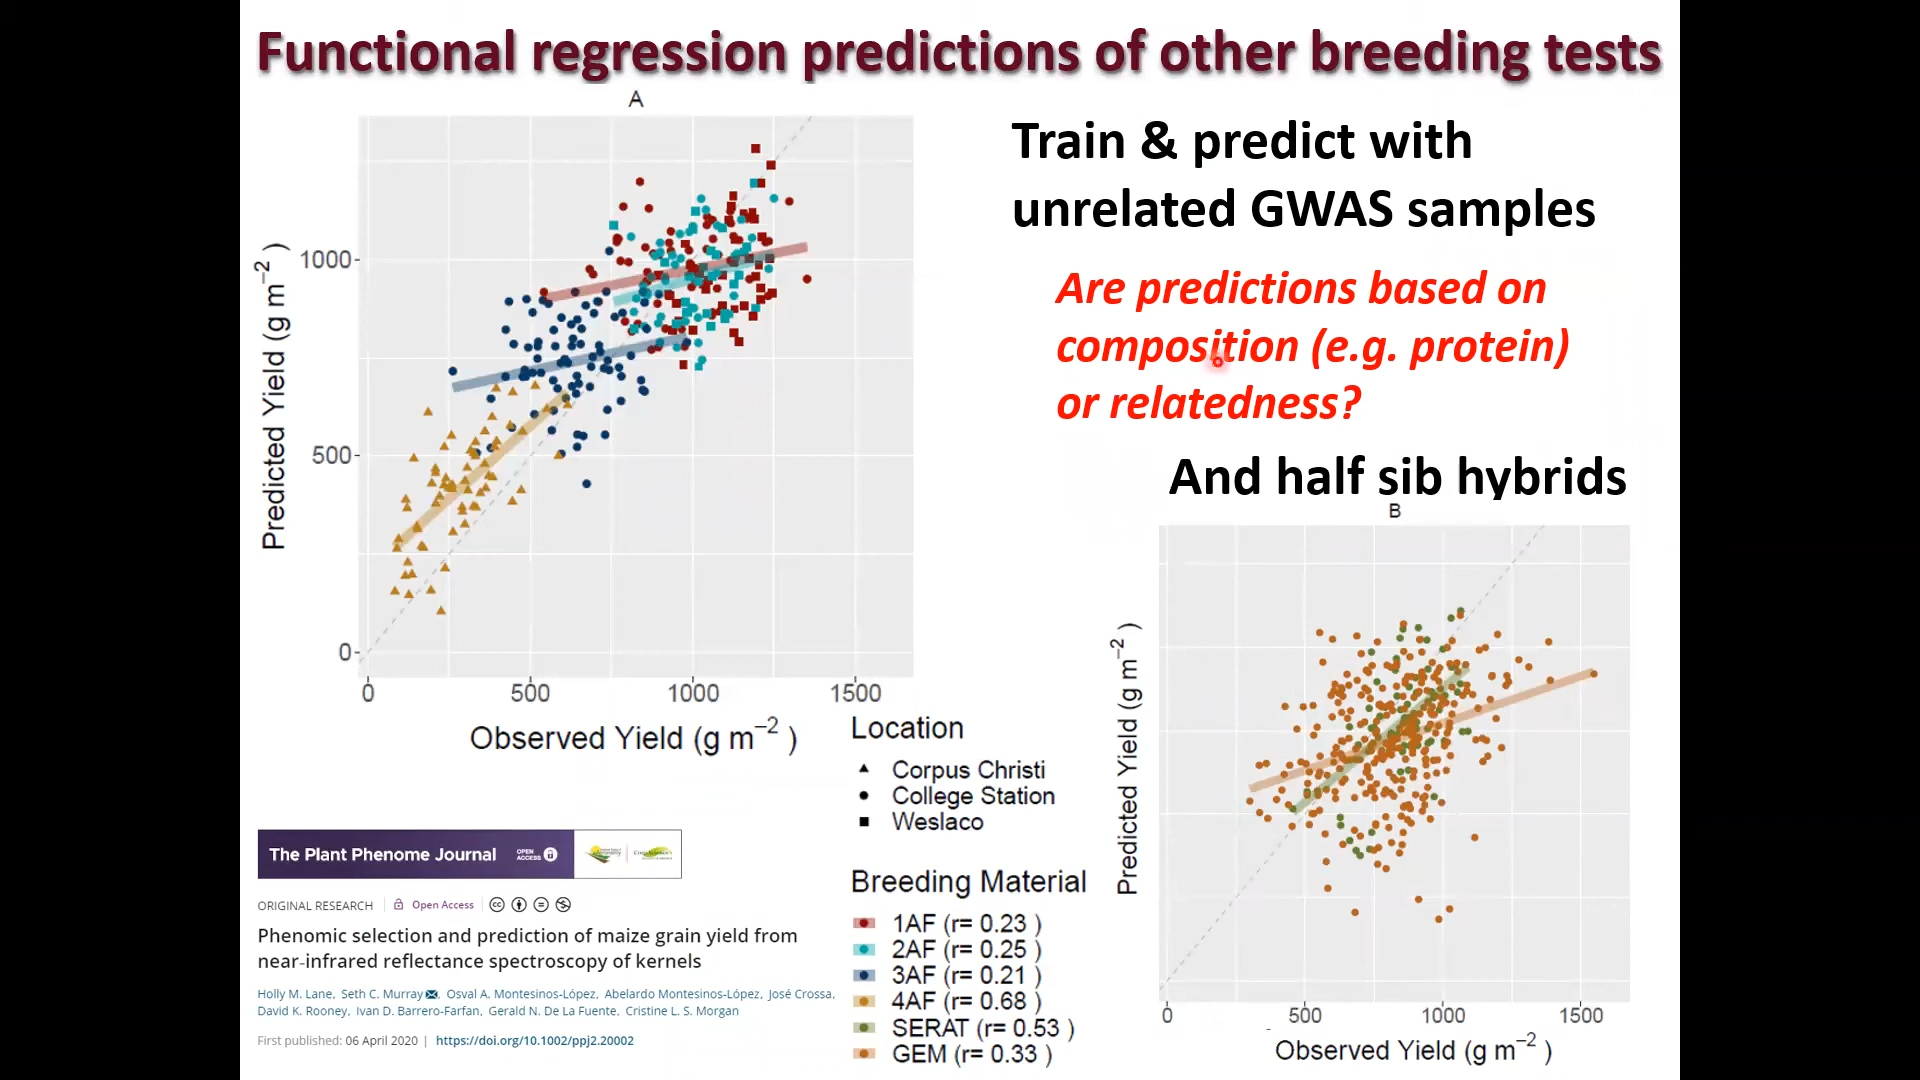 Functional regression predictions of other breeding tests
A
Predicted Yield (g m−2 )
1000
500
0
0 500 1000 1500
Observed Yield (g m−2 )
Train & predict with
unrelated GWAS samples
Are predictions based on
composition (e.g. protein)
or relatedness?
And half sib hybrids
B
Predicted Yield (g m−2 )
0 500 1000 1500
Observed Yield (g m−2 )
Location
Corpus Christi
College Station
Weslaco
Breeding Material
1AF (r= 0.23 )
2AF (r= 0.25 )
3AF (r= 0.21 )
4AF (r= 0.68 )
SERAT (r= 0.53 )
GEM (r= 0.33 )
The Plant Phenome Journal OPEN ACCESS
ORIGINAL RESEARCH Open Access
Phenomic selection and prediction of maize grain yield from
near-infrared reflectance spectroscopy of kernels
Holly M. Lane, Seth C. Murray, Osval A. Montesinos-López, Abelardo Montesinos-López, José Crossa,
David K. Rooney, Ivan D. Barrero-Farfan, Gerald N. De La Fuente, Cristine L. S. Morgan
First published: 06 April 2020 | https://doi.org/10.1002/ppj2.20002